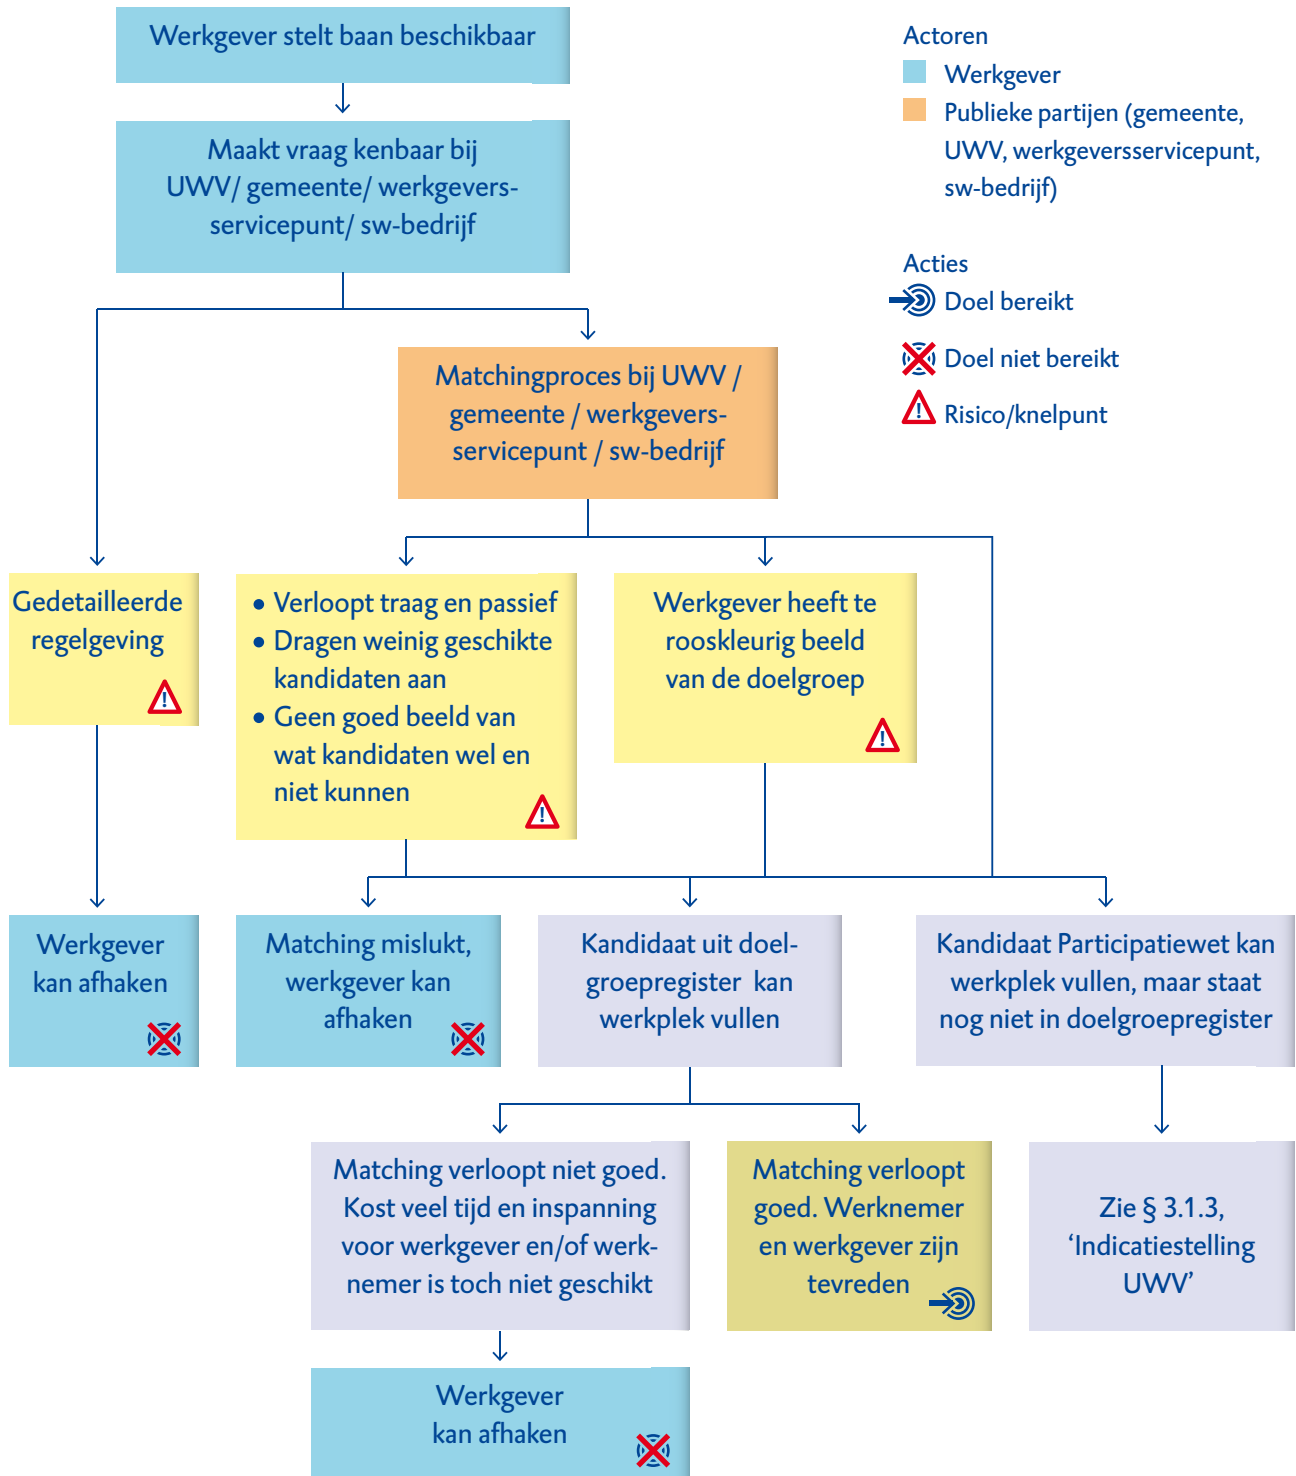 Werkgever stelt baan beschikbaar
Maakt vraag kenbaar bij
UWV/ gemeente/ werkgevers-
servicepunt/ sw-bedrijf
Actoren
Werkgever
Publieke partijen (gemeente,
UWV, werkgeversservicepunt,
sw-bedrijf)
Acties
Doel bereikt
Doel niet bereikt
! Risico/knelpunt
Matchingproces bij UWV /
gemeente / werkgevers-
servicepunt / sw-bedrijf
Gedetailleerde
regelgeving
!
• Verloopt traag en passief
• Dragen weinig geschikte
kandidaten aan
• Geen goed beeld van
wat kandidaten wel en
niet kunnen
!
Werkgever heeft te
rooskleurig beeld
van de doelgroep
!
Werkgever
kan afhaken
Matching mislukt,
werkgever kan
afhaken
Kandidaat uit doel-
groepregister kan
werkplek vullen
Kandidaat Participatiewet kan
werkplek vullen, maar staat
nog niet in doelgroepregister
Matching verloopt niet goed.
Kost veel tijd en inspanning
voor werkgever en/of werk-
nemer is toch niet geschikt
Matching verloopt
goed. Werknemer
en werkgever zijn
tevreden
Zie § 3.1.3,
‘Indicatiestelling
UWV’
Werkgever
kan afhaken